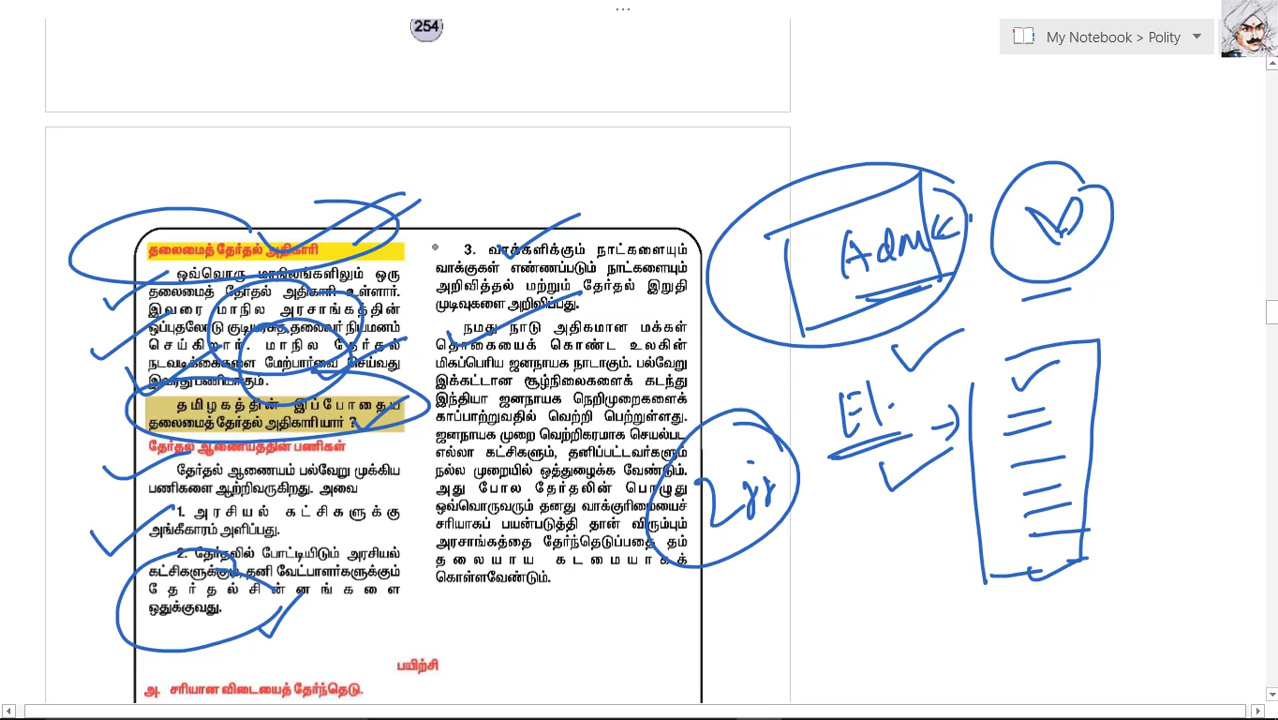 254
My Notebook > Polity
தலைமைத் தேர்தல் அதிகாரி
ஒவ்வொரு மாநிலங்களிலும் ஒரு
தலைமைத் தேர்தல் அதிகாரி உள்ளார்.
இவரை மாநில அரசாங்கத்தின்
ஒப்புதலோடு குடியரசுத் தலைவர் நியமனம்
செய்கிறார். மாநில தேர்தல்
நடவடிக்கைகளை மேற்பார்வை செய்வது
இவரதுபணியாகும்.
தமிழகத்தின் இப்போதைய
தலைமைத் தேர்தல் அதிகாரியார் ?
தேர்தல் ஆணையத்தின் பணிகள்
தேர்தல் ஆணையம் பல்வேறு முக்கிய
பணிகளை ஆற்றிவருகிறது. அவை
1. அரசியல் கட்சிகளுக்கு
அங்கீகாரம் அளிப்பது.
2. தேர்தலில் போட்டியிடும் அரசியல்
கட்சிகளுக்கும், தனி வேட்பாளர்களுக்கும்
தேர்தல் சின்னங்களை
ஒதுக்குவது.
3. வாக்களிக்கும் நாட்களையும்
வாக்குகள் எண்ணப்படும் நாட்களையும்
அறிவித்தல் மற்றும் தேர்தல் இறுதி
முடிவுகளை அறிவிப்பது.
நமது நாடு அதிகமான மக்கள்
தொகையைக் கொண்ட உலகின்
மிகப்பெரிய ஜனநாயக நாடாகும். பல்வேறு
இக்கட்டான சூழ்நிலைகளைக் கடந்து
இந்தியா ஜனநாயக நெறிமுறைகளைக்
காப்பாற்றுவதில் வெற்றி பெற்றுள்ளது.
ஜனநாயக முறை வெற்றிகரமாக செயல்பட
எல்லா கட்சிகளும், தனிப்பட்டவர்களும்
நல்ல முறையில் ஒத்துழைக்க வேண்டும்.
அது போல தேர்தலின் பொழுது
ஒவ்வொருவரும் தனது வாக்குரிமையைச்
சரியாகப் பயன்படுத்தி தான் விரும்பும்
அரசாங்கத்தை தேர்ந்தெடுப்பதை தம்
தலையாய கடமையாகக்
கொள்ளவேண்டும்.
Admk
El.
பயிற்சி
அ. சரியான விடையைத் தேர்ந்தெடு.